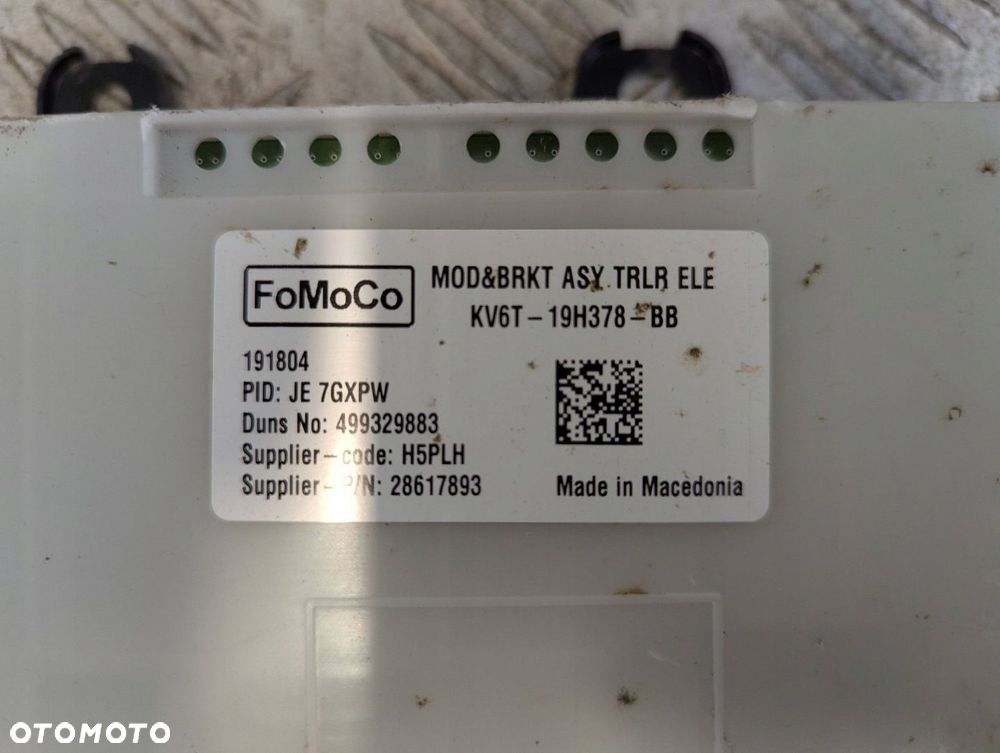 FoMoCo
MOD&BRKT ASY TRLR ELE
KV6T-19H378-BB
191804
PID: JE 7GXPW
Duns No: 499329883
Supplier-code: H5PLH
Supplier-P/N: 28617893
Made in Macedonia
OTOMOTO